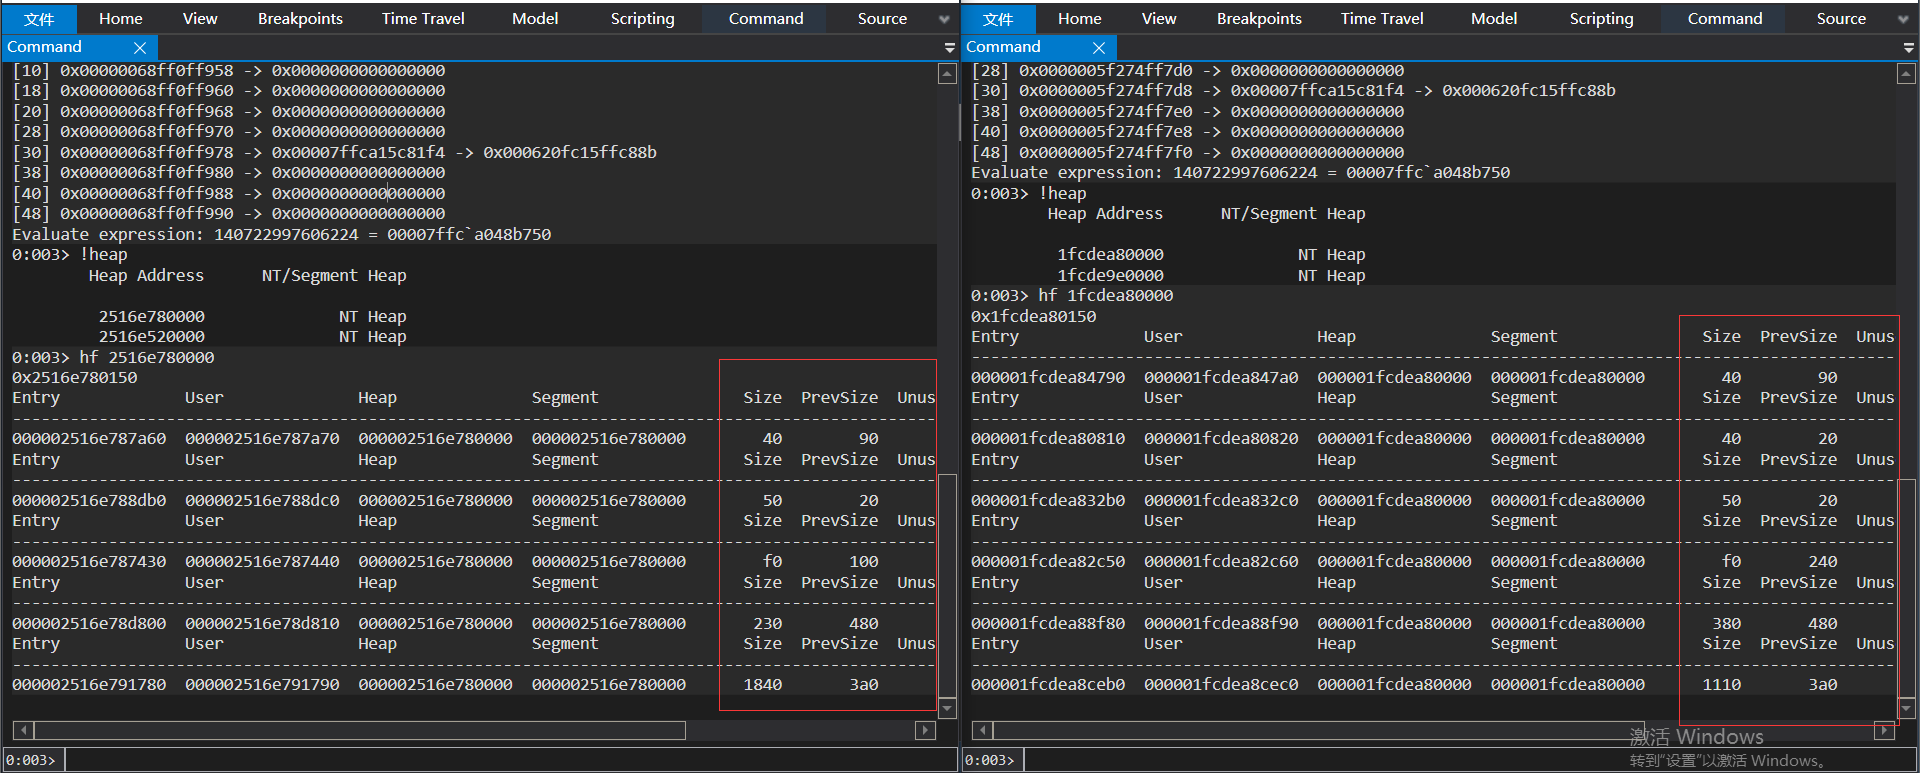 文件 Home View Breakpoints Time Travel Model Scripting Command Source
Command
[10] 0x00000068ff0ff958 -> 0x0000000000000000
[18] 0x00000068ff0ff960 -> 0x0000000000000000
[20] 0x00000068ff0ff968 -> 0x0000000000000000
[28] 0x00000068ff0ff970 -> 0x0000000000000000
[30] 0x00000068ff0ff978 -> 0x00007ffca15c81f4 -> 0x000620fc15ffc88b
[38] 0x00000068ff0ff980 -> 0x0000000000000000
[40] 0x00000068ff0ff988 -> 0x0000000000000000
[48] 0x00000068ff0ff990 -> 0x0000000000000000
Evaluate expression: 140722997606224 = 00007ffc`a048b750
0:003> !heap
Heap Address NT/Segment Heap
2516e780000 NT Heap
2516e520000 NT Heap
0:003> hf 2516e780000
0x2516e780150
Entry User Heap Segment Size PrevSize Unus
-------------------------------------------------------------------------------------------------
000002516e787a60 000002516e787a70 000002516e780000 000002516e780000 40 90
Entry User Heap Segment Size PrevSize Unus
-------------------------------------------------------------------------------------------------
000002516e788db0 000002516e788dc0 000002516e780000 000002516e780000 50 20
Entry User Heap Segment Size PrevSize Unus
-------------------------------------------------------------------------------------------------
000002516e787430 000002516e787440 000002516e780000 000002516e780000 f0 100
Entry User Heap Segment Size PrevSize Unus
-------------------------------------------------------------------------------------------------
000002516e78d800 000002516e78d810 000002516e780000 000002516e780000 230 480
Entry User Heap Segment Size PrevSize Unus
-------------------------------------------------------------------------------------------------
000002516e791780 000002516e791790 000002516e780000 000002516e780000 1840 3a0
0:003>
文件 Home View Breakpoints Time Travel Model Scripting Command Source
Command
[28] 0x0000005f274ff7d0 -> 0x0000000000000000
[30] 0x0000005f274ff7d8 -> 0x00007ffca15c81f4 -> 0x000620fc15ffc88b
[38] 0x0000005f274ff7e0 -> 0x0000000000000000
[40] 0x0000005f274ff7e8 -> 0x0000000000000000
[48] 0x0000005f274ff7f0 -> 0x0000000000000000
Evaluate expression: 140722997606224 = 00007ffc`a048b750
0:003> !heap
Heap Address NT/Segment Heap
1fcdea80000 NT Heap
1fcde9e0000 NT Heap
0:003> hf 1fcdea80000
0x1fcdea80150
Entry User Heap Segment Size PrevSize Unus
-------------------------------------------------------------------------------------------------
000001fcdea84790 000001fcdea847a0 000001fcdea80000 000001fcdea80000 40 90
Entry User Heap Segment Size PrevSize Unus
-------------------------------------------------------------------------------------------------
000001fcdea80810 000001fcdea80820 000001fcdea80000 000001fcdea80000 40 20
Entry User Heap Segment Size PrevSize Unus
-------------------------------------------------------------------------------------------------
000001fcdea832b0 000001fcdea832c0 000001fcdea80000 000001fcdea80000 50 20
Entry User Heap Segment Size PrevSize Unus
-------------------------------------------------------------------------------------------------
000001fcdea82c50 000001fcdea82c60 000001fcdea80000 000001fcdea80000 f0 240
Entry User Heap Segment Size PrevSize Unus
-------------------------------------------------------------------------------------------------
000001fcdea88f80 000001fcdea88f90 000001fcdea80000 000001fcdea80000 380 480
Entry User Heap Segment Size PrevSize Unus
-------------------------------------------------------------------------------------------------
000001fcdea8ceb0 000001fcdea8cec0 000001fcdea80000 000001fcdea80000 1110 3a0
0:003>
激活 Windows
转到"设置"以激活 Windows。